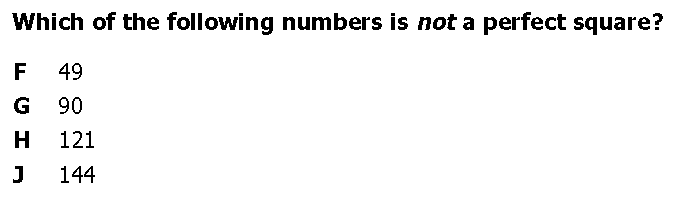 Which of the following numbers is not a perfect square?
F 49
G 90
H 121
J 144